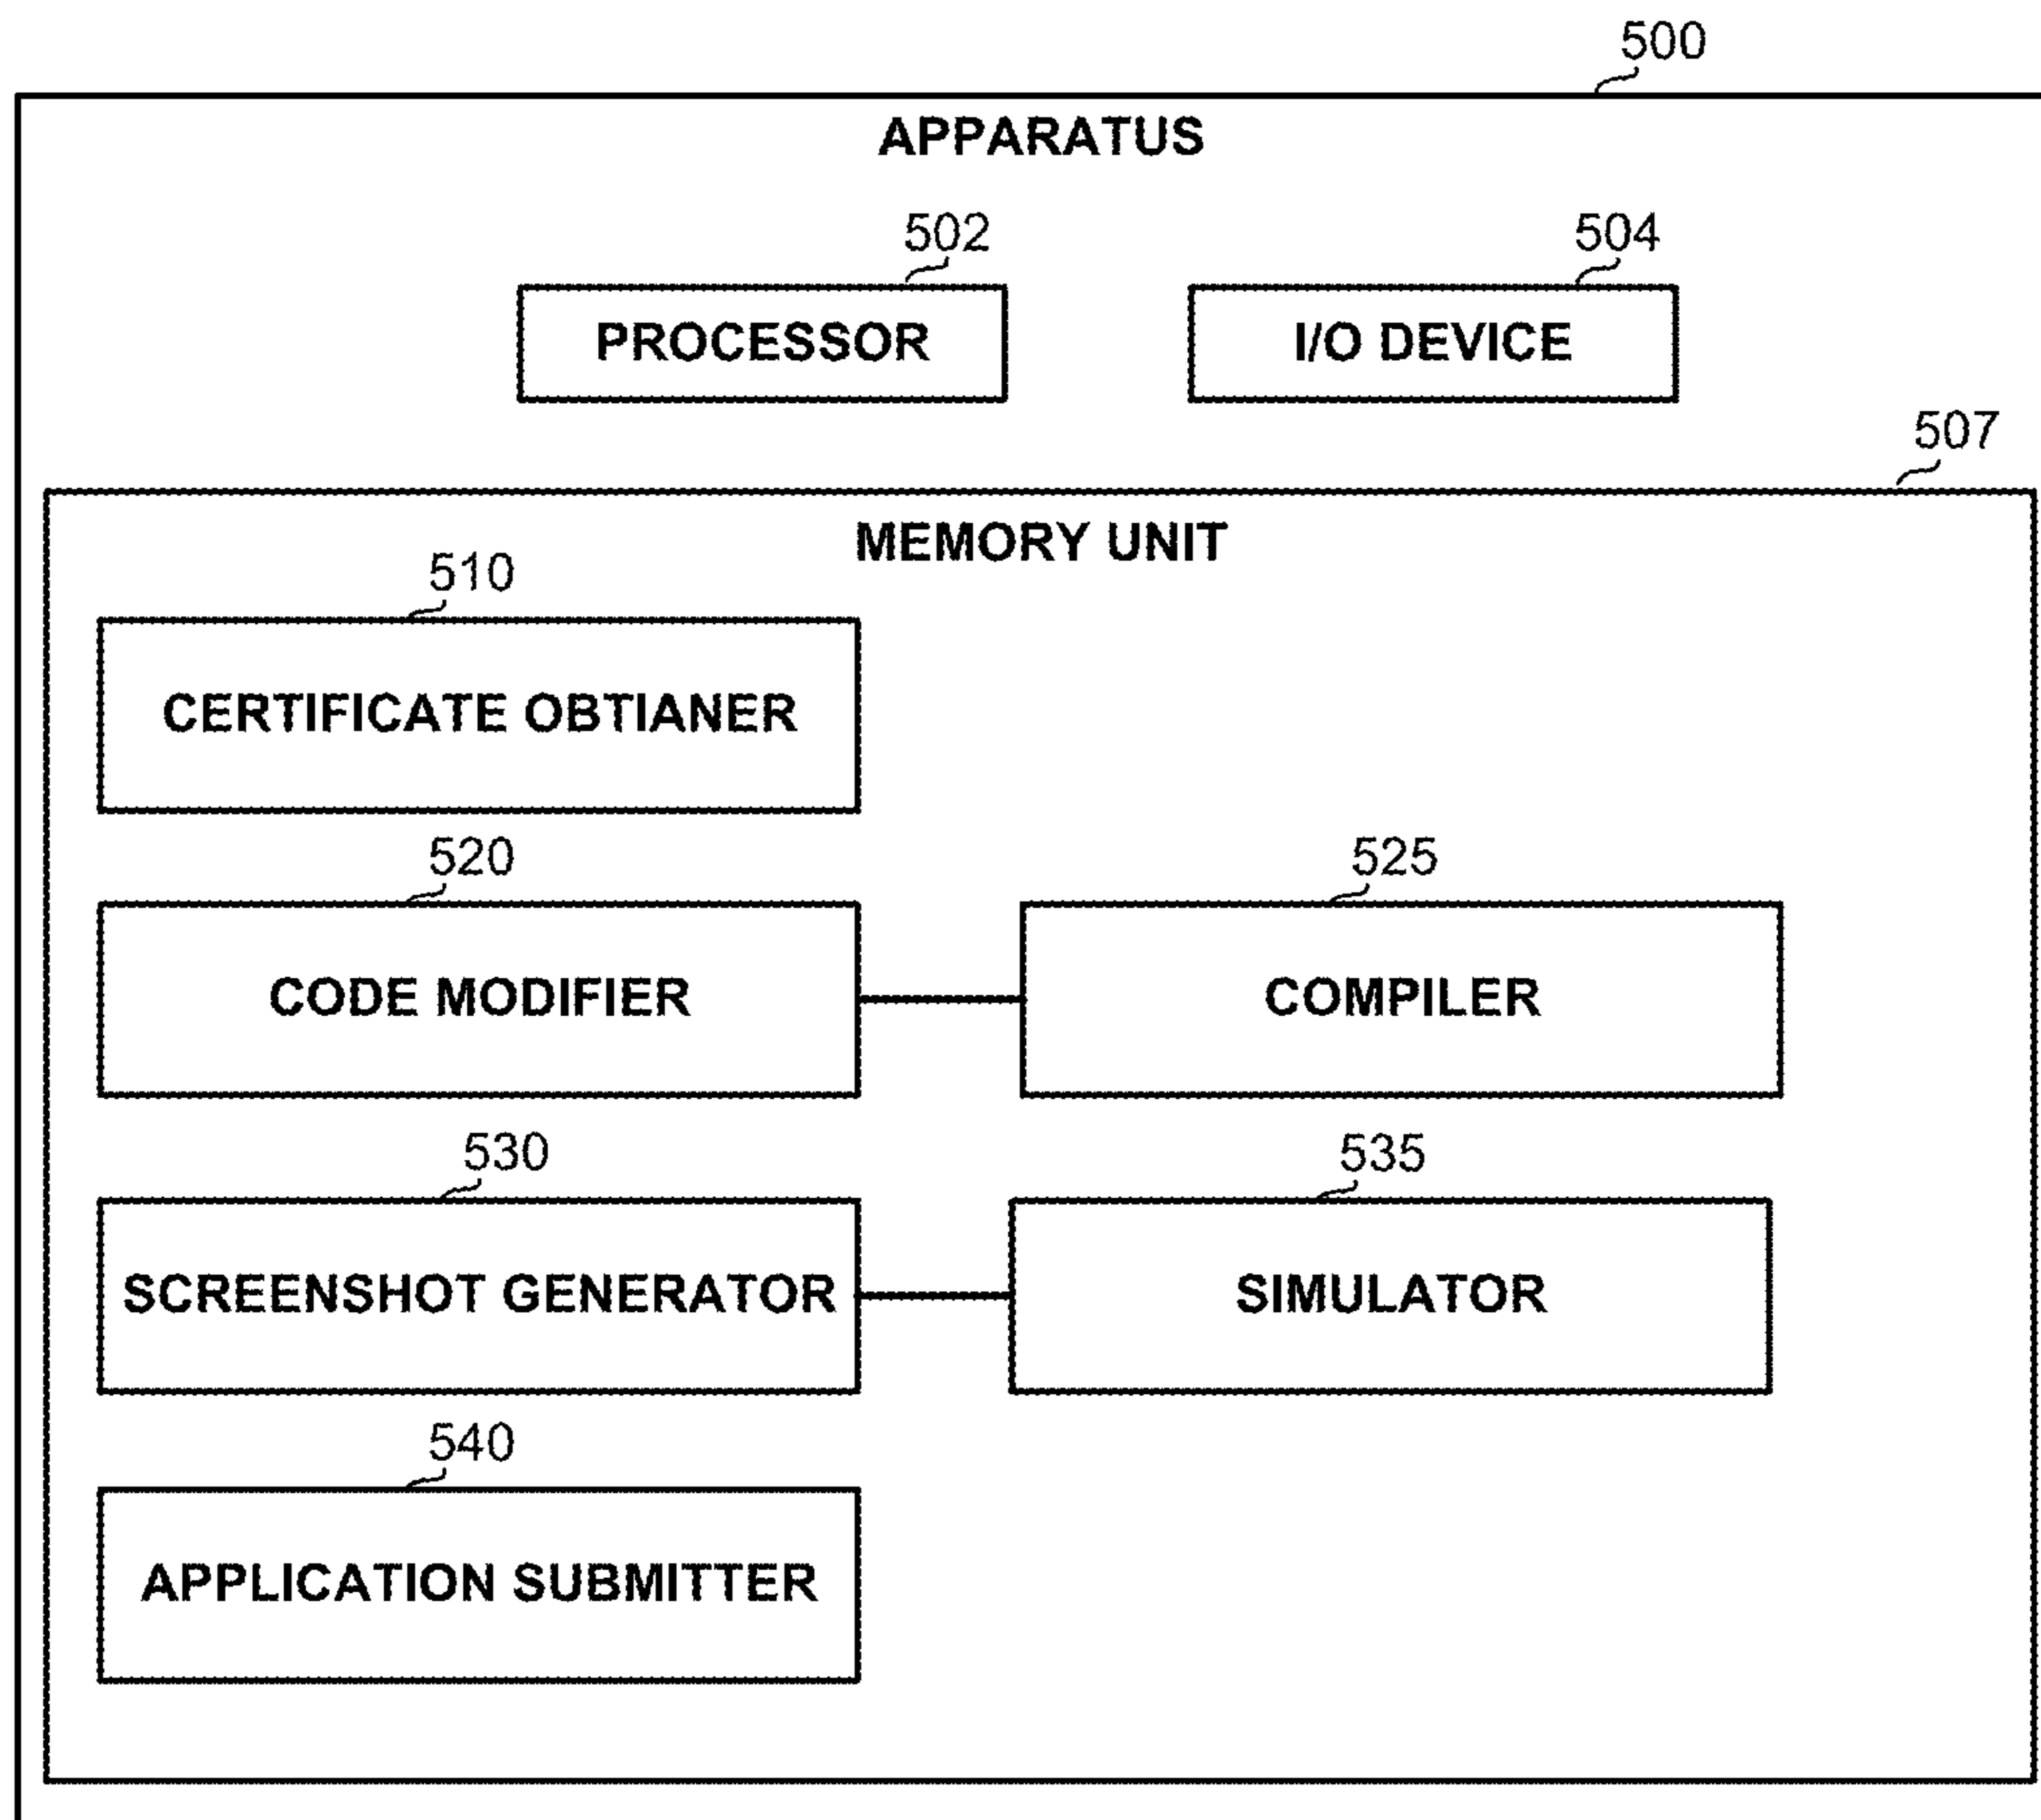 500
APPARATUS
502
504
PROCESSOR
I/O DEVICE
507
MEMORY UNIT
510
CERTIFICATE OBTIANER
520
525
CODE MODIFIER
COMPILER
530
535
SCREENSHOT GENERATOR
SIMULATOR
540
APPLICATION SUBMITTER